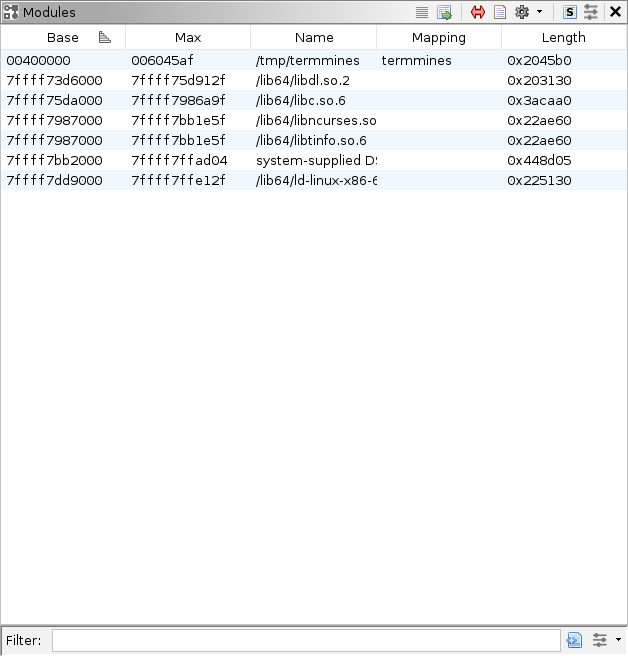 Modules
S
Base Max Name Mapping Length
00400000 006045af /tmp/termmines termmines 0x2045b0
7ffff73d6000 7ffff75d912f /lib64/libdl.so.2 0x203130
7ffff75da000 7ffff7986a9f /lib64/libc.so.6 0x3acaa0
7ffff7987000 7ffff7bb1e5f /lib64/libncurses.so 0x22ae60
7ffff7987000 7ffff7bb1e5f /lib64/libtinfo.so.6 0x22ae60
7ffff7bb2000 7ffff7ffad04 system-supplied DS 0x448d05
7ffff7dd9000 7ffff7ffe12f /lib64/ld-linux-x86-6 0x225130
Filter: